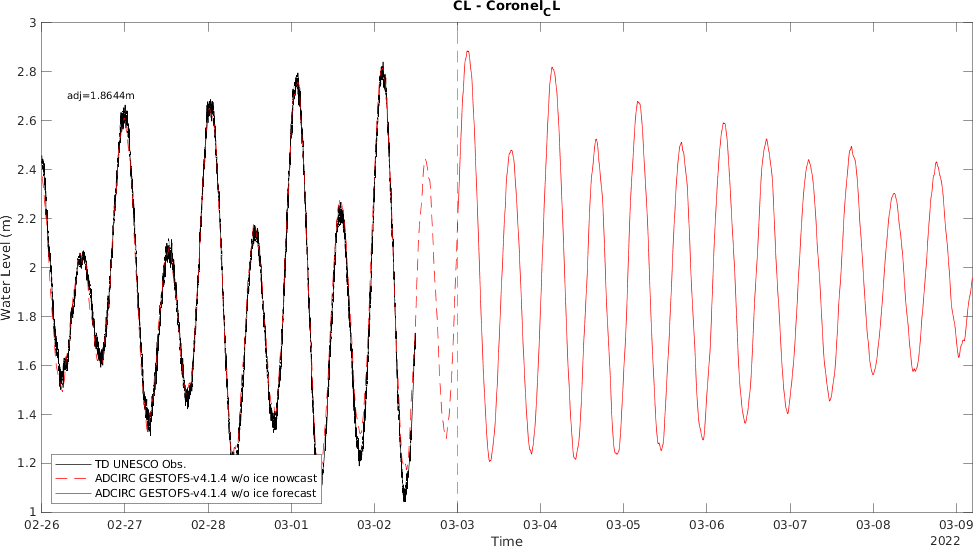 CL - Coronel_CL
3
2.8
adj=1.8644m
2.6
2.4
2.2
Water Level (m)
2
1.8
1.6
1.4
1.2
1
TD UNESCO Obs.
ADCIRC GESTOFS-v4.1.4 w/o ice nowcast
ADCIRC GESTOFS-v4.1.4 w/o ice forecast
02-26 02-27 02-28 03-01 03-02 03-03 03-04 03-05 03-06 03-07 03-08 03-09
Time 2022